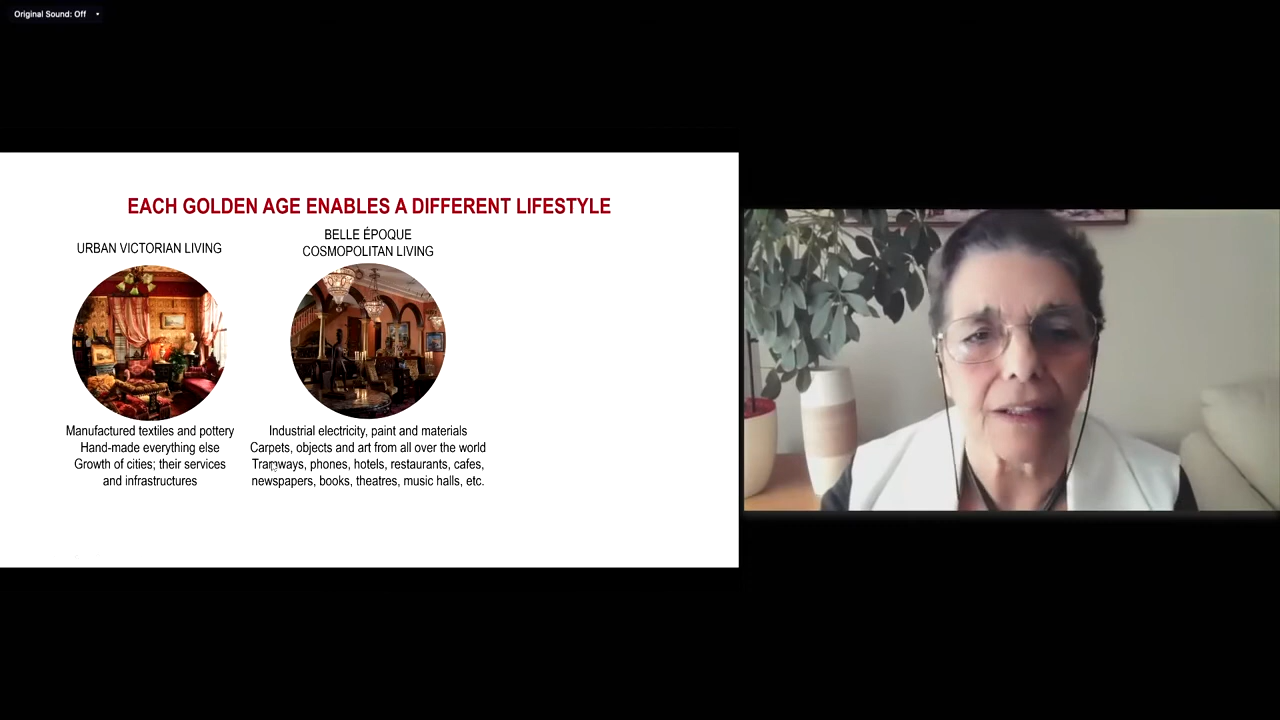 Original Sound: Off
EACH GOLDEN AGE ENABLES A DIFFERENT LIFESTYLE
URBAN VICTORIAN LIVING
BELLE ÉPOQUE
COSMOPOLITAN LIVING
Manufactured textiles and pottery
Hand-made everything else
Growth of cities; their services
and infrastructures
Industrial electricity, paint and materials
Carpets, objects and art from all over the world
Tramways, phones, hotels, restaurants, cafes,
newspapers, books, theatres, music halls, etc.